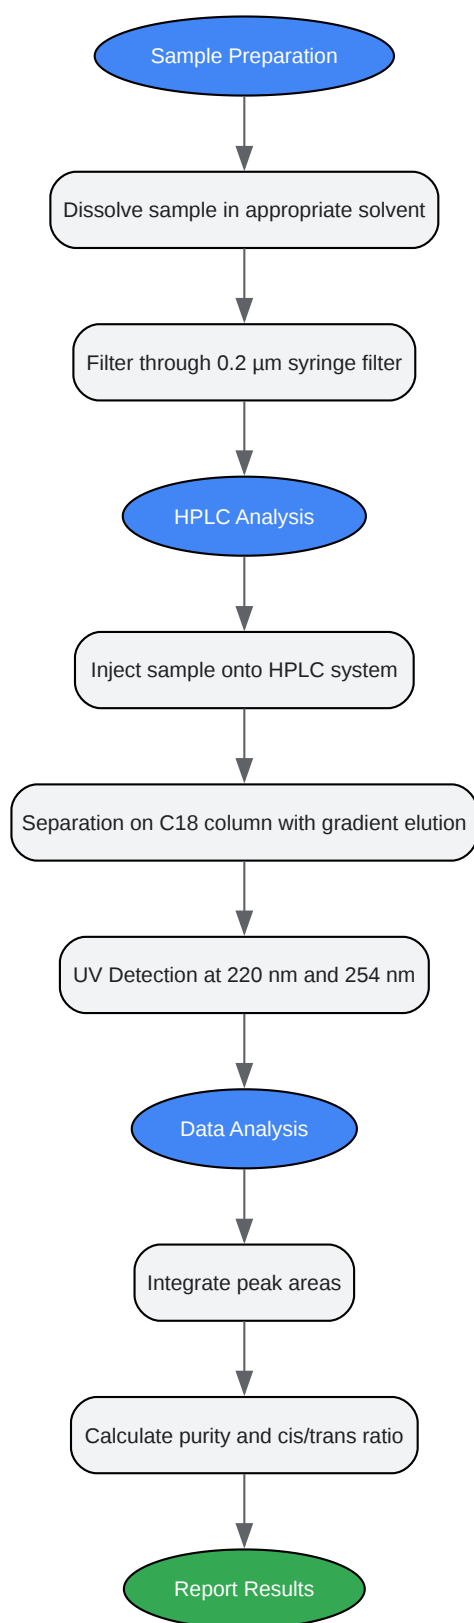 Sample Preparation
Dissolve sample in appropriate solvent
Filter through 0.2 µm syringe filter
HPLC Analysis
Inject sample onto HPLC system
Separation on C18 column with gradient elution
UV Detection at 220 nm and 254 nm
Data Analysis
Integrate peak areas
Calculate purity and cis/trans ratio
Report Results